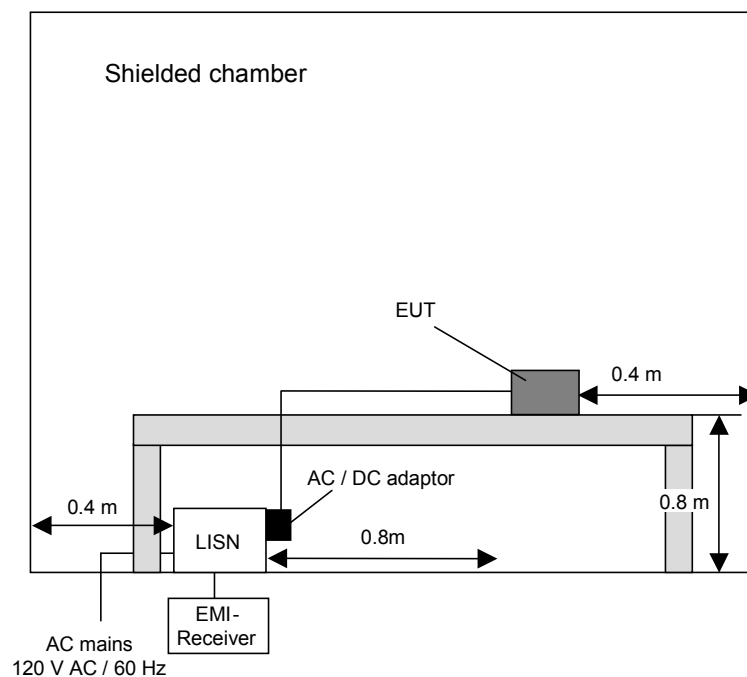 Shielded chamber
EUT
0.4 m
AC / DC adaptor
0.4 m
0.8 m
LISN
0.8m
EMI-
Receiver
AC mains
120 V AC / 60 Hz